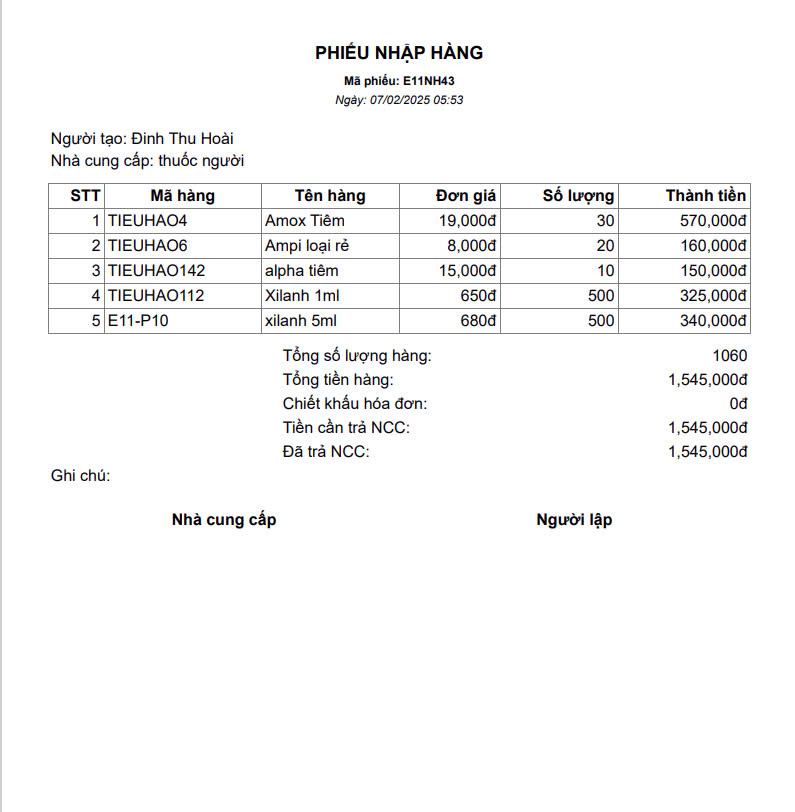 PHIẾU NHẬP HÀNG
Mã phiếu: E11NH43
Ngày: 07/02/2025 05:53
Người tạo: Đinh Thu Hoài
Nhà cung cấp: thuốc người
STT Mã hàng Tên hàng Đơn giá Số lượng Thành tiền
1 TIEUHAO4 Amox Tiêm 19,000đ 30 570,000đ
2 TIEUHAO6 Ampi loại rẻ 8,000đ 20 160,000đ
3 TIEUHAO142 alpha tiêm 15,000đ 10 150,000đ
4 TIEUHAO112 Xilanh 1ml 650đ 500 325,000đ
5 E11-P10 xilanh 5ml 680đ 500 340,000đ
Tổng số lượng hàng: 1060
Tổng tiền hàng: 1,545,000đ
Chiết khấu hóa đơn: 0đ
Tiền cần trả NCC: 1,545,000đ
Đã trả NCC: 1,545,000đ
Ghi chú:
Nhà cung cấp Người lập